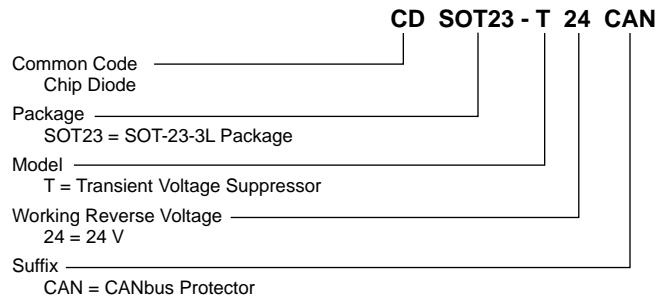 CD SOT23 - T 24 CAN
Common Code
Chip Diode
Package
SOT23 = SOT-23-3L Package
Model
T = Transient Voltage Suppressor
Working Reverse Voltage
24 = 24 V
Suffix
CAN = CANbus Protector